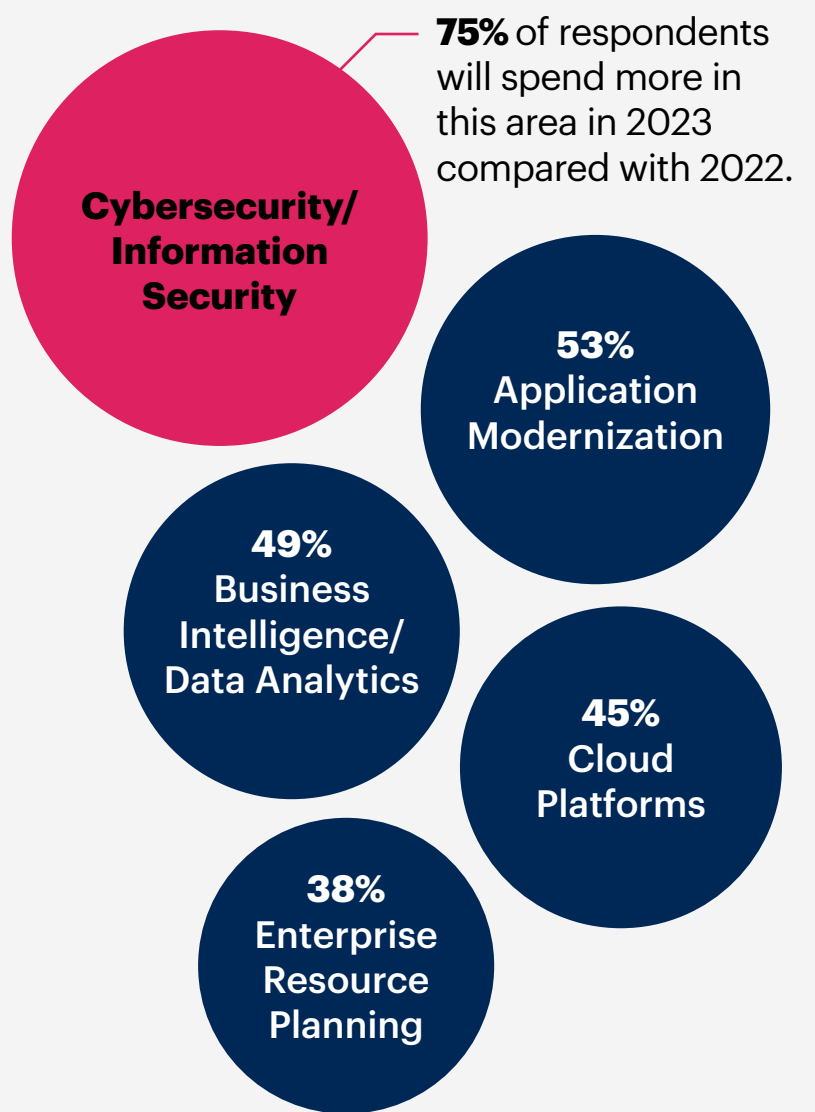 75% of respondents
will spend more in
this area in 2023
compared with 2022.
Cybersecurity/
Information
Security
53%
Application
Modernization
49%
Business
Intelligence/
Data Analytics
45%
Cloud
Platforms
38%
Enterprise
Resource
Planning